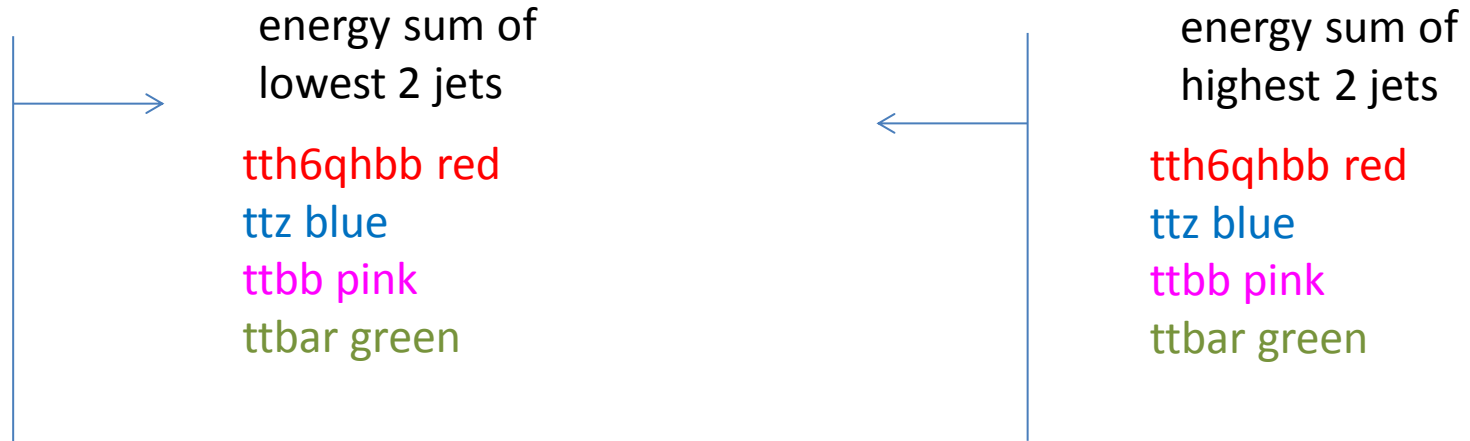 energy sum of
lowest 2 jets
tth6qhbb red
ttz blue
ttbb pink
ttbar green
energy sum of
highest 2 jets
tth6qhbb red
ttz blue
ttbb pink
ttbar green